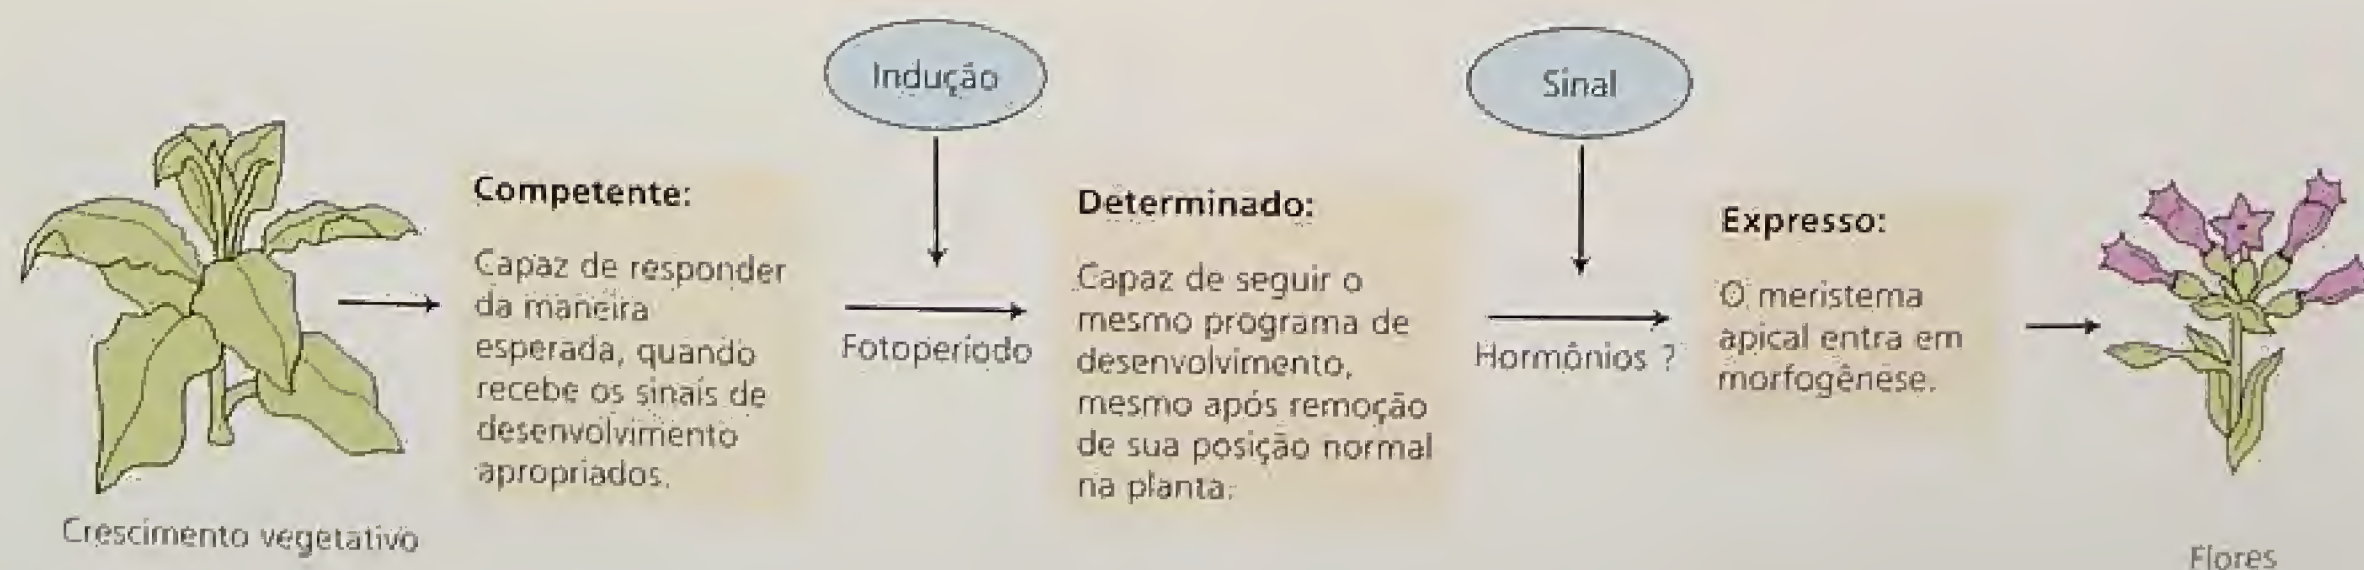 Crescimento vegetativo
Competente:
Capaz de responder
da maneira
esperada, quando
recebe os sinais de
desenvolvimento
apropriados.
Indução
Fotoperíodo
Determinado:
Capaz de seguir o
mesmo programa de
desenvolvimento,
mesmo após remoção
de sua posição normal
na planta.
Sinal
Hormônios ?
Expresso:
O meristema
apical entra em
morfogênese.
Flores